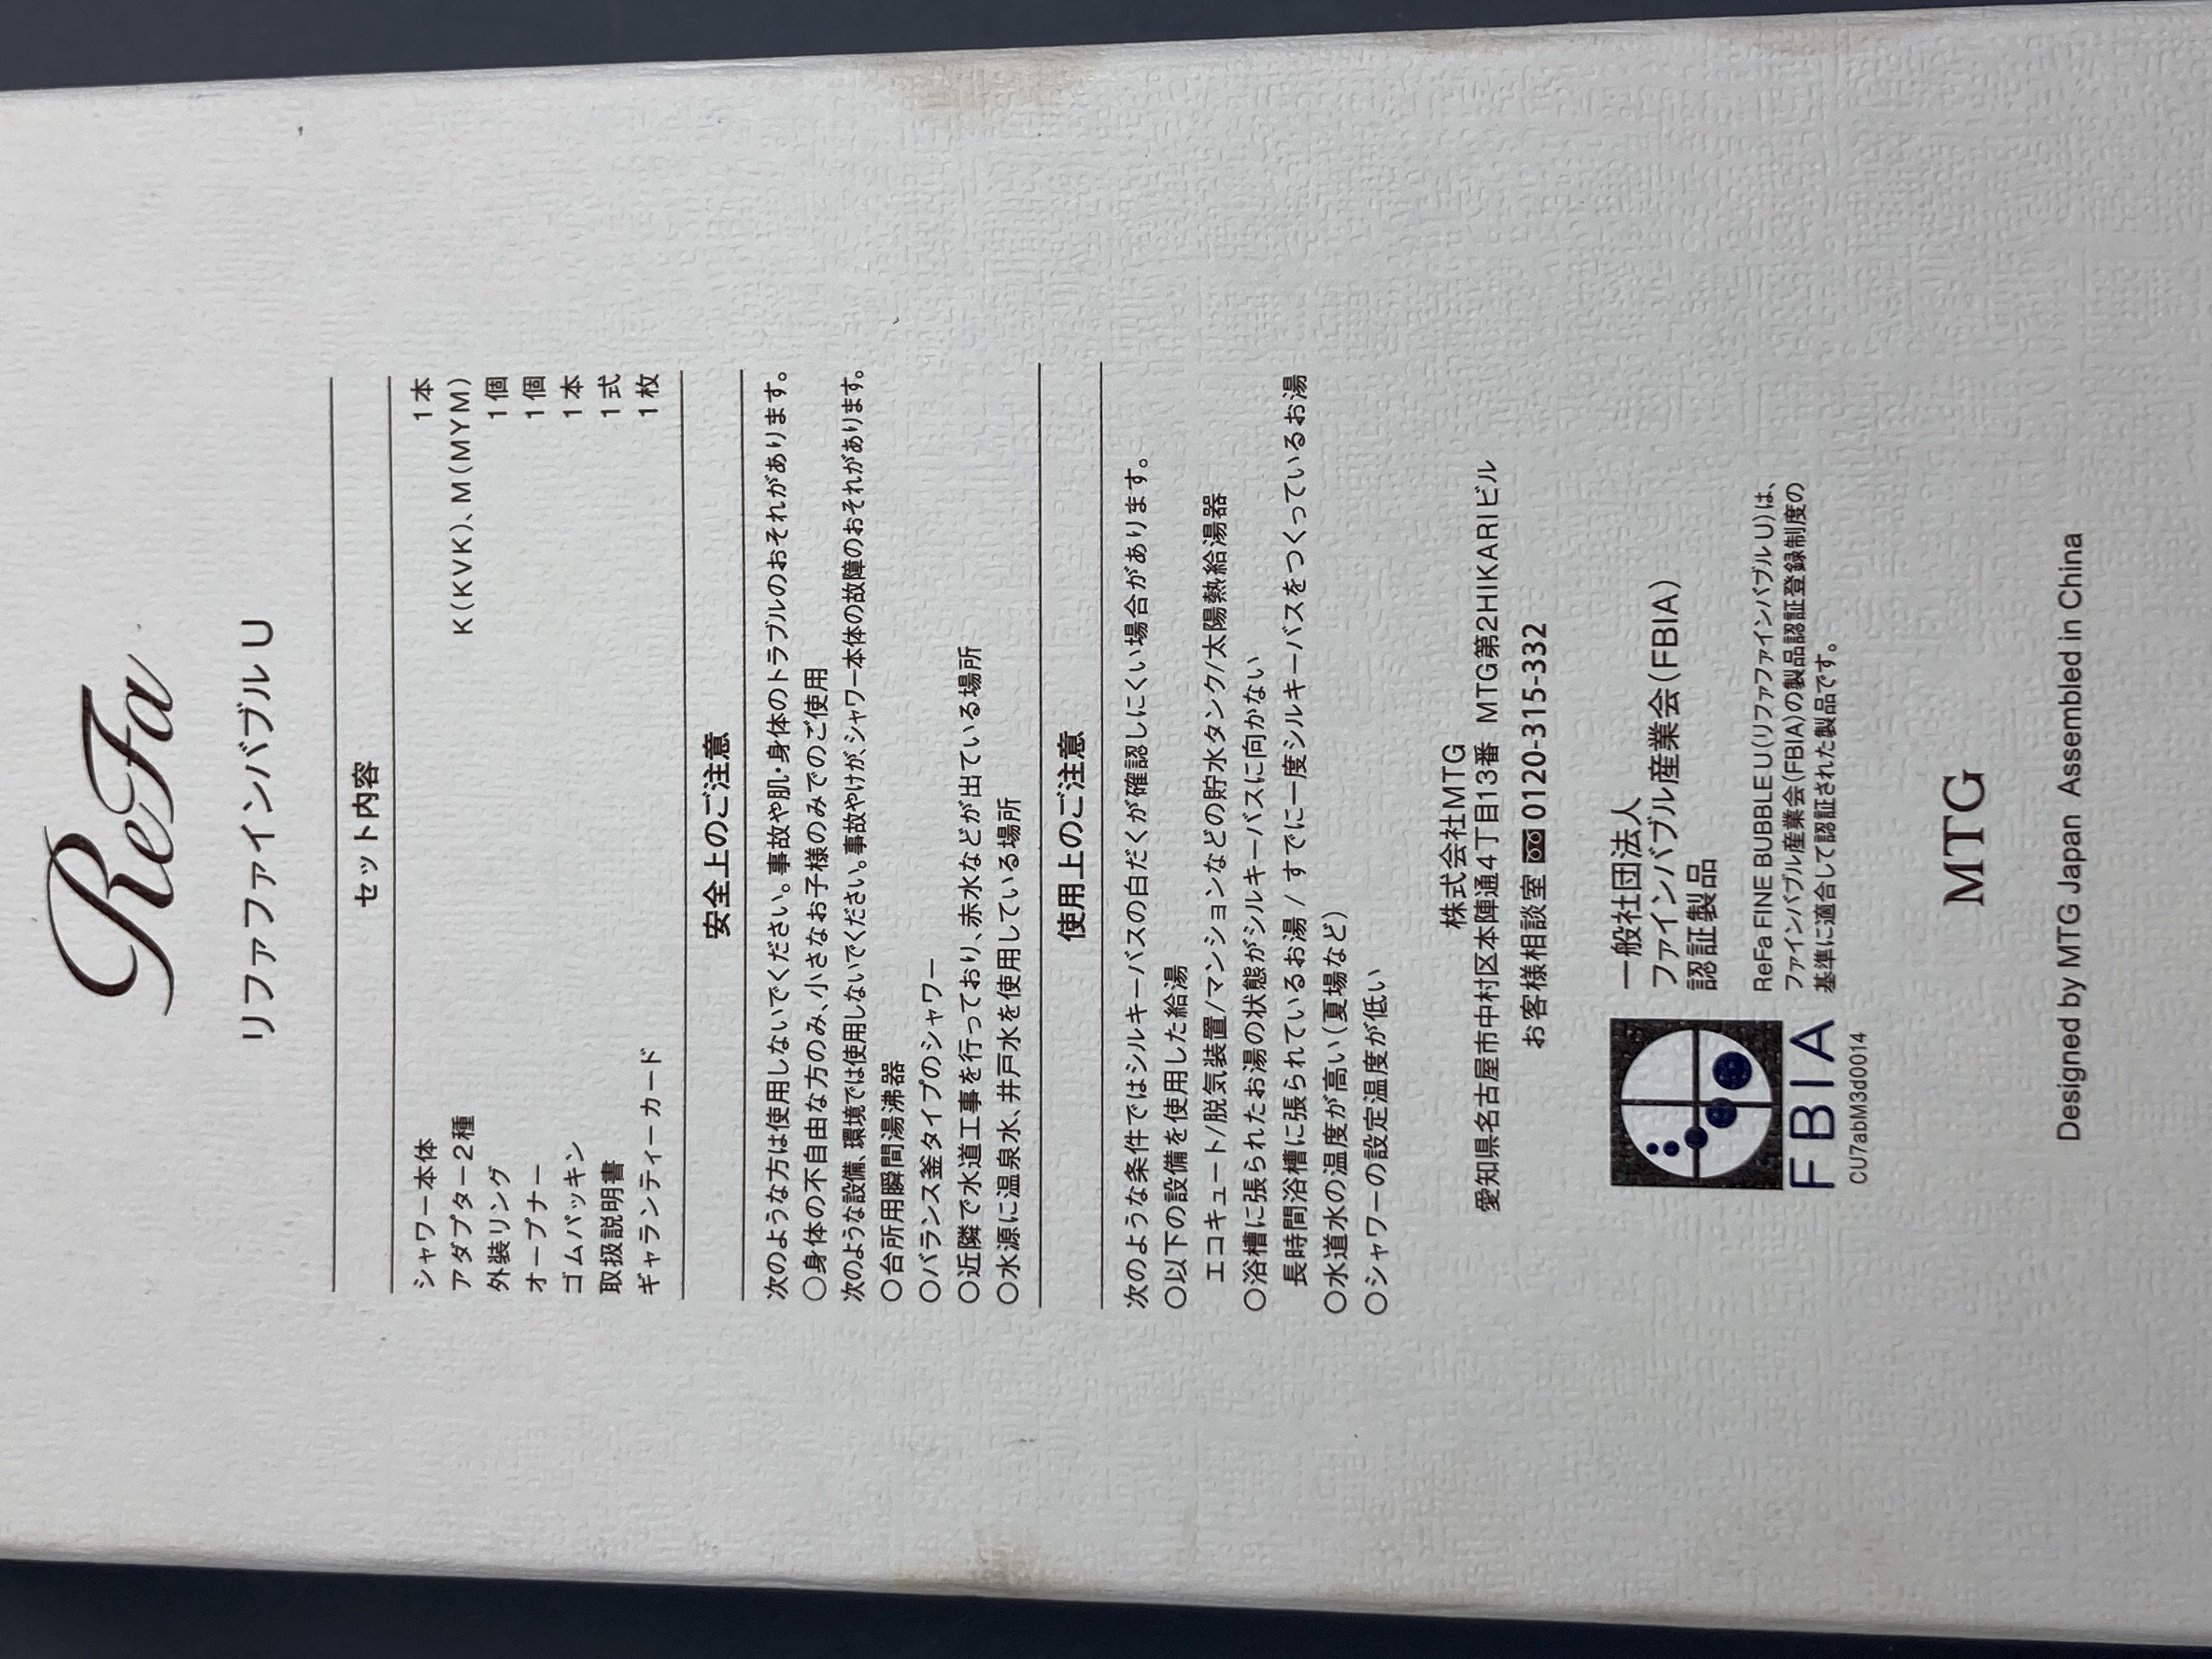 ReFa
リファファインバブル U
セット内容
シャワー本体 1本
アダプター2種 K(KVK)、M(MYM)
外装リング 1個
オープナー 1個
ゴムパッキン 1本
取扱説明書 1式
ギャランティーカード 1枚
安全上のご注意
次のような方は使用しないでください。事故や肌・身体のトラブルのおそれがあります。
○身体の不自由な方のみ、小さなお子様のみでのご使用
次のような設備、環境では使用しないでください。事故やけが、シャワー本体の故障のおそれがあります。
○台所用瞬間湯沸器
○バランス釜タイプのシャワー
○近隣で水道工事を行っており、赤水などが出ている場所
○水源に温泉水、井戸水を使用している場所
使用上のご注意
次のような条件ではシルキーバスの白だくが確認しにくい場合があります。
○以下の設備を使用した給湯
エコキュート/脱気装置/マンションなどの貯水タンク/太陽熱給湯器
○浴槽に張られたお湯の状態がシルキーバスに向かない
長時間浴槽に張られているお湯 / すでに一度シルキーバスをつくっているお湯
○水道水の温度が高い(夏場など)
○シャワーの設定温度が低い
株式会社MTG
愛知県名古屋市中村区本陣通4丁目13番 MTG第2HIKARIビル
お客様相談室 0120-315-332
一般社団法人
ファインバブル産業会(FBIA)
認証製品
FBIA
CU7abM3d0014
ReFa FINE BUBBLE U(リファファインバブル U)は、
ファインバブル産業会(FBIA)の製品認証登録制度の
基準に適合して認証された製品です。
MTG
Designed by MTG Japan Assembled in China